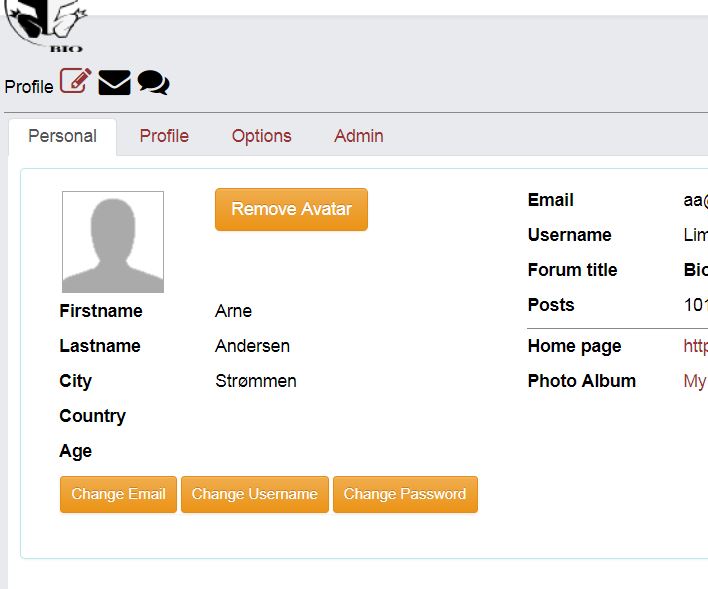 BIO
Profile
Personal Profile Options Admin
Remove Avatar
Firstname Arne
Lastname Andersen
City Strømmen
Country
Age
Change Email Change Username Change Password
Email aa@
Username Lim
Forum title Bio
Posts 101
Home page http
Photo Album My